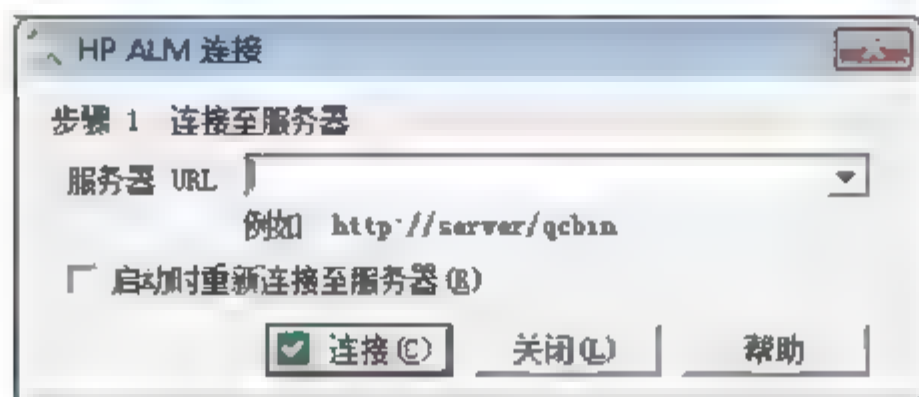 HP ALM 连接
步骤 1 连接至服务器
服务器 URL
例如 http://server/qcbin
启动时重新连接至服务器(R)
连接(C) 关闭(L) 帮助